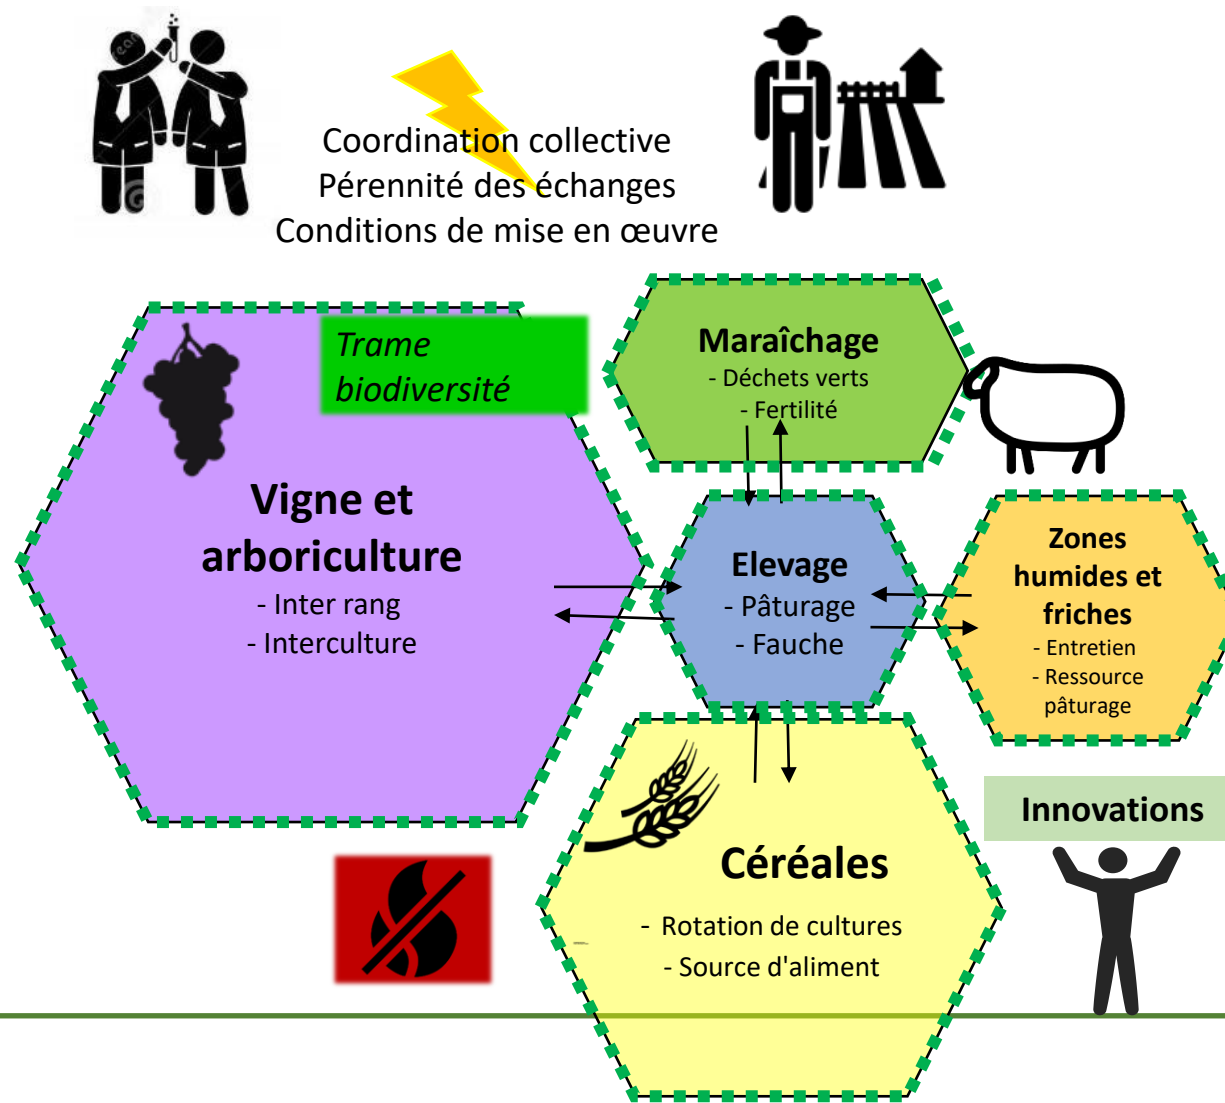 Coordination collective
Pérennité des échanges
Conditions de mise en œuvre
Trame
biodiversité
Maraîchage
- Déchets verts
- Fertilité
Vigne et
arboriculture
- Inter rang
- Interculture
Elevage
- Pâturage
- Fauche
Zones
humides et
friches
- Entretien
- Ressource
pâturage
Innovations
Céréales
- Rotation de cultures
- Source d'aliment